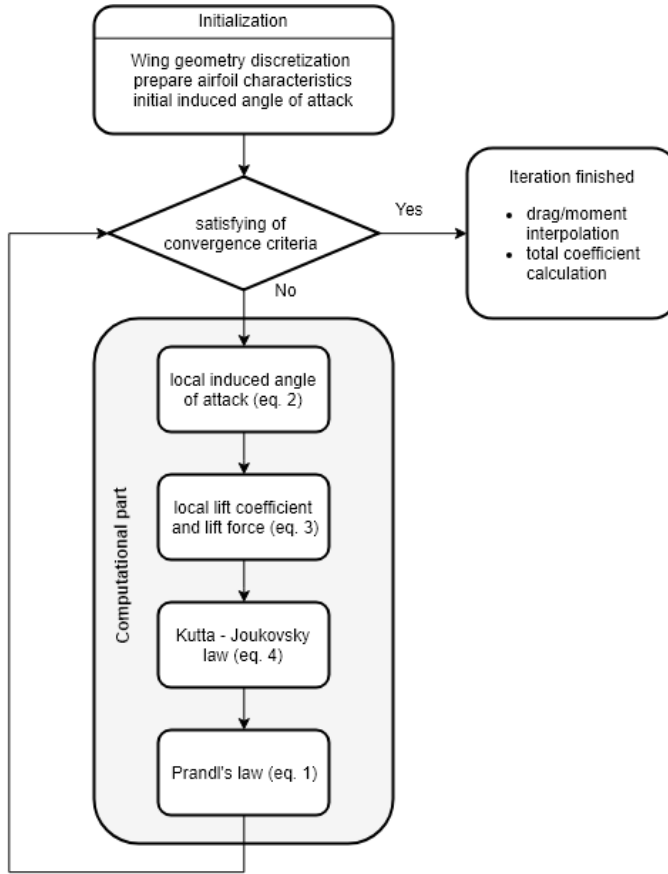 Initialization
Wing geometry discretization
prepare airfoil characteristics
initial induced angle of attack
satisfying of
convergence criteria
Yes
Iteration finished
• drag/moment
interpolation
• total coefficient
calculation
No
Computational part
local induced angle
of attack (eq. 2)
local lift coefficient
and lift force (eq. 3)
Kutta - Joukovsky
law (eq. 4)
Prandl's law (eq. 1)